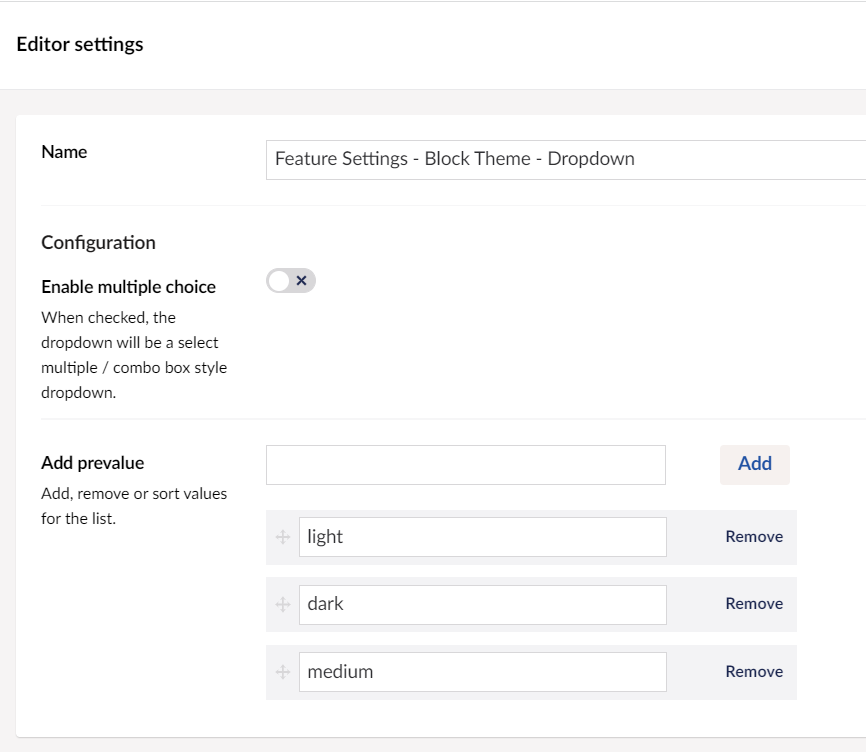 Editor settings
Name
Feature Settings - Block Theme - Dropdown
Configuration
Enable multiple choice
When checked, the
dropdown will be a select
multiple / combo box style
dropdown.
Add prevalue
Add, remove or sort values
for the list.
Add
light
Remove
dark
Remove
medium
Remove